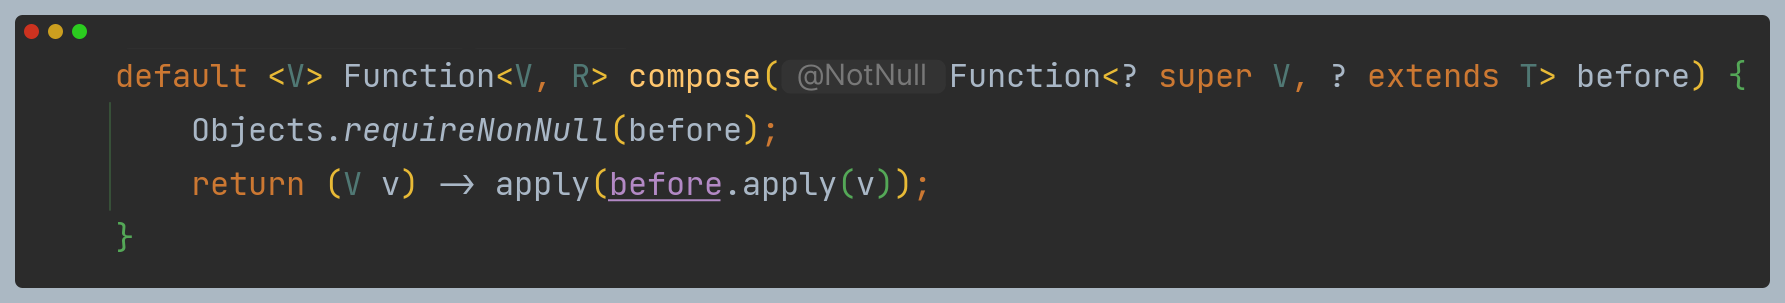 default <V> Function<V, R> compose( @NotNull Function<? super V, ? extends T> before) {
Objects.requireNonNull(before);
return (V v) -> apply(before.apply(v));
}